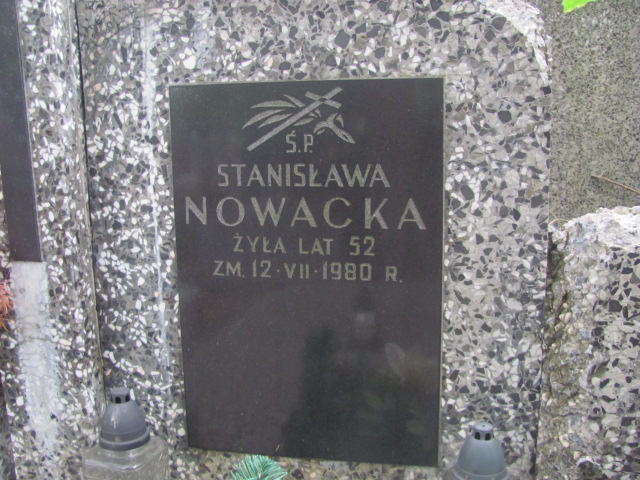 Ś.P.
STANISŁAWA
NOWACKA
ŻYŁA LAT 52
ZM. 12·VII·1980 R.